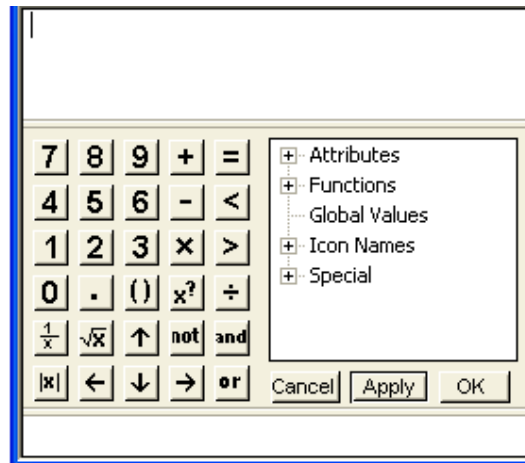 7 8 9 + =
4 5 6 - <
1 2 3 × >
0 . () x? ÷
1/x √x ↑ not and
|x| ← ↓ → or
Attributes
Functions
Global Values
Icon Names
Special
Cancel Apply OK